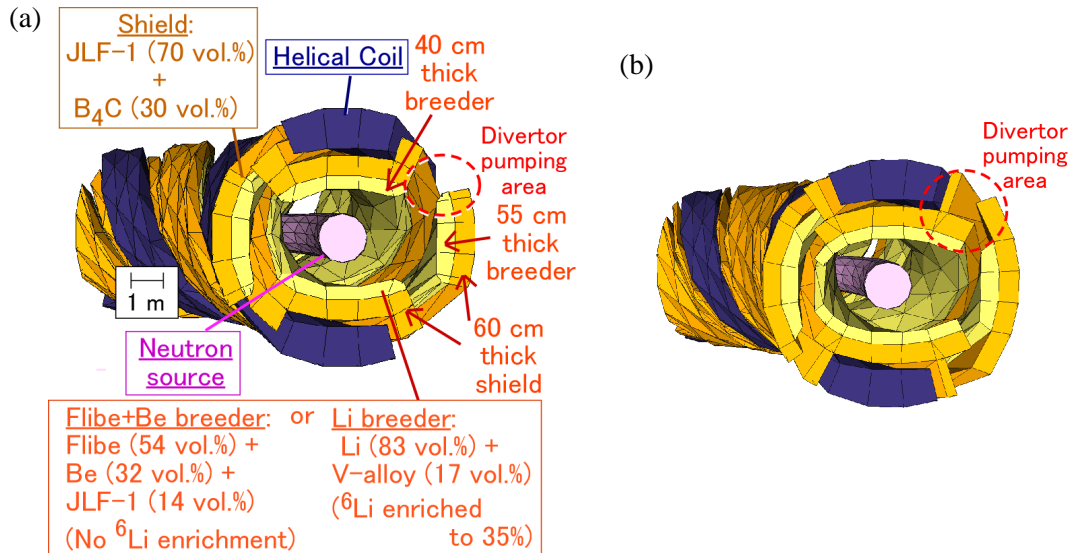 (a)
Shield:
JLF-1 (70 vol.%)
+
B₄C (30 vol.%)
Helical Coil
40 cm
thick
breeder
Divertor
pumping
area
55 cm
thick
breeder
1 m
60 cm
thick
shield
Neutron
source
Flibe+Be breeder:
Flibe (54 vol.%) +
Be (32 vol.%) +
JLF-1 (14 vol.%)
(No ⁶Li enrichment)
or
Li breeder:
Li (83 vol.%) +
V-alloy (17 vol.%)
(⁶Li enriched
to 35%)
(b)
Divertor
pumping
area